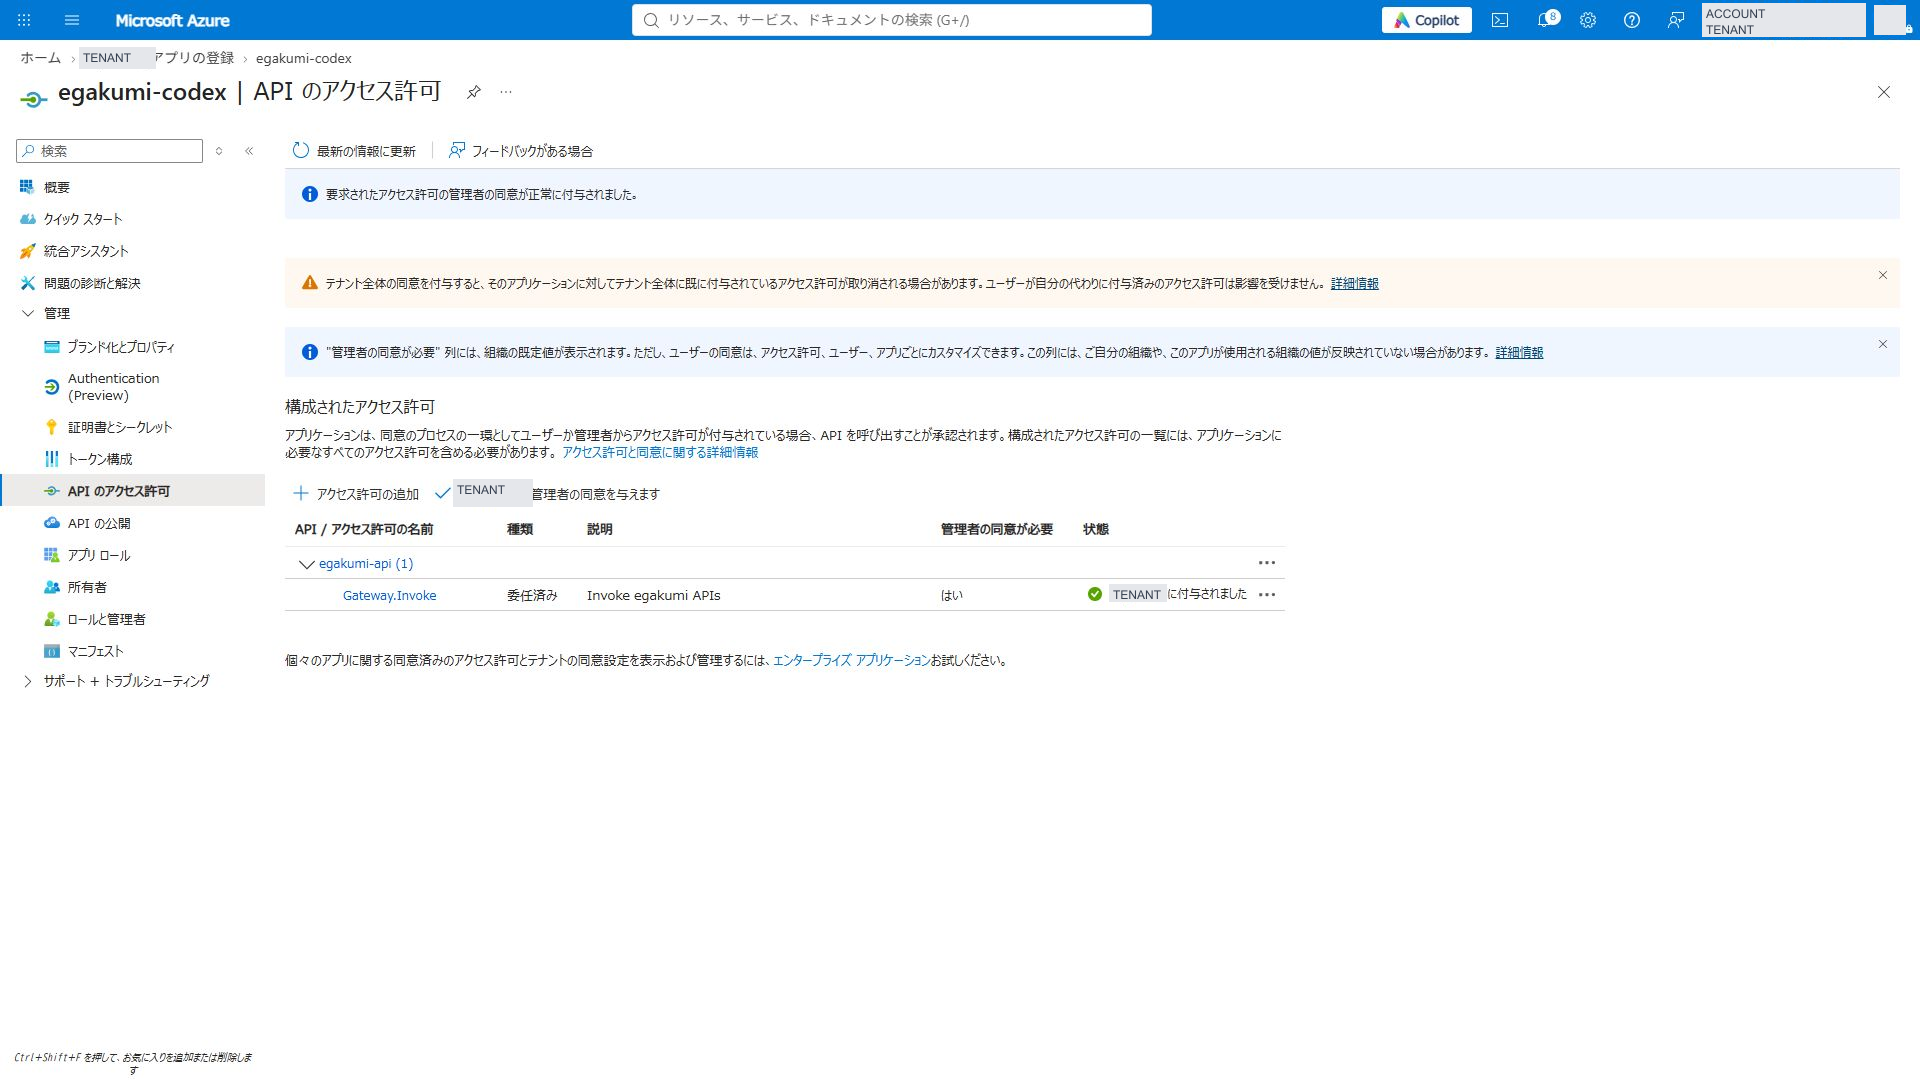 Microsoft Azure
リソース、サービス、ドキュメントの検索 (G+/)
Copilot
8
ACCOUNT
TENANT
ホーム > TENANT アプリの登録 > egakumi-codex
egakumi-codex | API のアクセス許可
検索
最新の情報に更新
フィードバックがある場合
概要
クイック スタート
統合アシスタント
問題の診断と解決
管理
ブランド化とプロパティ
Authentication
(Preview)
証明書とシークレット
トークン構成
API のアクセス許可
API の公開
アプリ ロール
所有者
ロールと管理者
マニフェスト
サポート + トラブルシューティング
Ctrl+Shift+F を押して、お気に入りを追加または削除しま
す
要求されたアクセス許可の管理者の同意が正常に付与されました。
テナント全体の同意を付与すると、そのアプリケーションに対してテナント全体に既に付与されているアクセス許可が取り消される場合があります。ユーザーが自分の代わりに付与済みのアクセス許可は影響を受けません。 詳細情報
"管理者の同意が必要" 列には、組織の既定値が表示されます。ただし、ユーザーの同意は、アクセス許可、ユーザー、アプリごとにカスタマイズできます。この列には、ご自分の組織や、このアプリが使用される組織の値が反映されていない場合があります。 詳細情報
構成されたアクセス許可
アプリケーションは、同意のプロセスの一環としてユーザーか管理者からアクセス許可が付与されている場合、API を呼び出すことが承認されます。構成されたアクセス許可の一覧には、アプリケーションに
必要なすべてのアクセス許可を含める必要があります。 アクセス許可と同意に関する詳細情報
アクセス許可の追加 TENANT 管理者の同意を与えます
API / アクセス許可の名前 種類 説明 管理者の同意が必要 状態
egakumi-api (1)
Gateway.Invoke 委任済み Invoke egakumi APIs はい TENANT に付与されました
個々のアプリに関する同意済みのアクセス許可とテナントの同意設定を表示および管理するには、エンタープライズ アプリケーションお試しください。